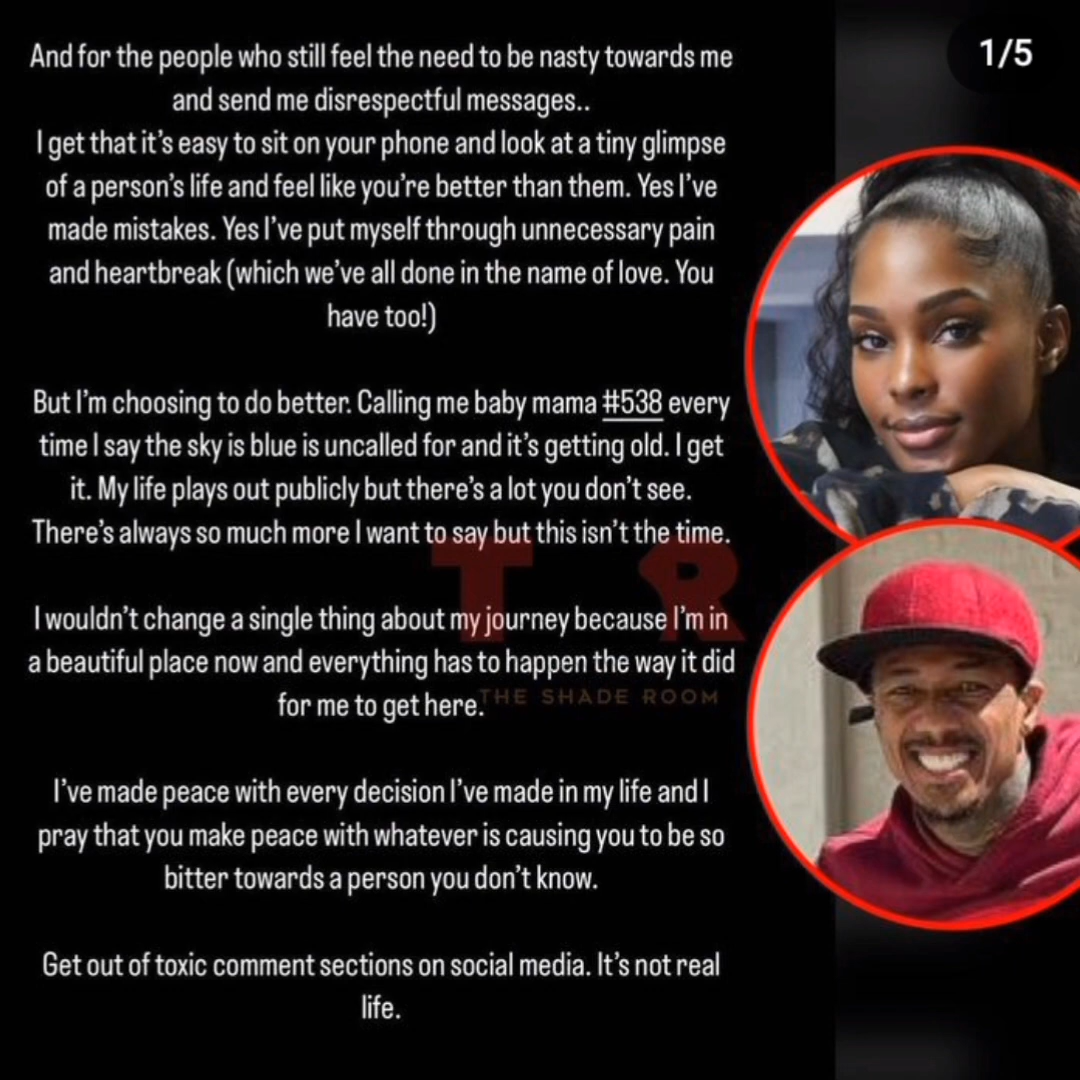 1/5
And for the people who still feel the need to be nasty towards me
and send me disrespectful messages..
I get that it's easy to sit on your phone and look at a tiny glimpse
of a person's life and feel like you're better than them. Yes I've
made mistakes. Yes I've put myself through unnecessary pain
and heartbreak (which we've all done in the name of love. You
have too!)
But I'm choosing to do better. Calling me baby mama #538 every
time I say the sky is blue is uncalled for and it's getting old. I get
it. My life plays out publicly but there's a lot you don't see.
There's always so much more I want to say but this isn't the time.
T R
I wouldn't change a single thing about my journey because I'm in
a beautiful place now and everything has to happen the way it did
for me to get here.
THE SHADE ROOM
I've made peace with every decision I've made in my life and I
pray that you make peace with whatever is causing you to be so
bitter towards a person you don't know.
Get out of toxic comment sections on social media. It's not real
life.